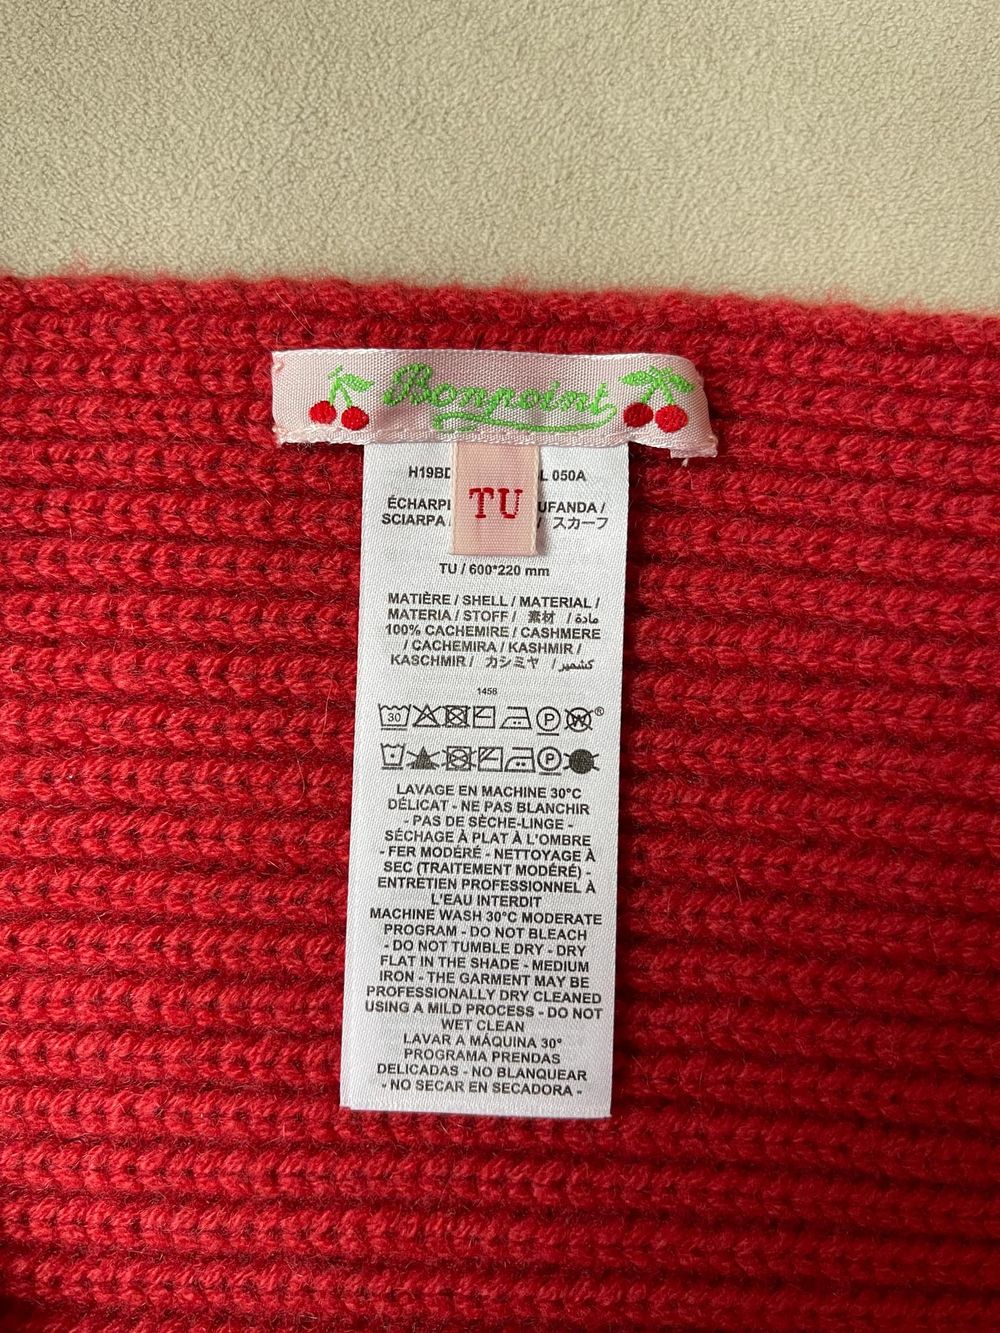 Bonpoint
TU
H19BD L 050A
ÉCHARP UFANDA /
SCIARPA / スカーフ
TU / 600*220 mm
MATIÈRE / SHELL / MATERIAL /
MATERIA / STOFF / 素材 / مادة /
100% CACHEMIRE / CASHMERE
/ CACHEMIRA / KASHMIR /
KASCHMIR / カシミヤ / كشمير
1458
30 P W®
P
LAVAGE EN MACHINE 30°C
DÉLICAT - NE PAS BLANCHIR
- PAS DE SÈCHE-LINGE -
SÉCHAGE À PLAT À L'OMBRE
- FER MODÉRÉ - NETTOYAGE À
SEC (TRAITEMENT MODÉRÉ) -
ENTRETIEN PROFESSIONNEL À
L'EAU INTERDIT
MACHINE WASH 30°C MODERATE
PROGRAM - DO NOT BLEACH
- DO NOT TUMBLE DRY - DRY
FLAT IN THE SHADE - MEDIUM
IRON - THE GARMENT MAY BE
PROFESSIONALLY DRY CLEANED
USING A MILD PROCESS - DO NOT
WET CLEAN
LAVAR A MÁQUINA 30°
PROGRAMA PRENDAS
DELICADAS - NO BLANQUEAR
- NO SECAR EN SECADORA -